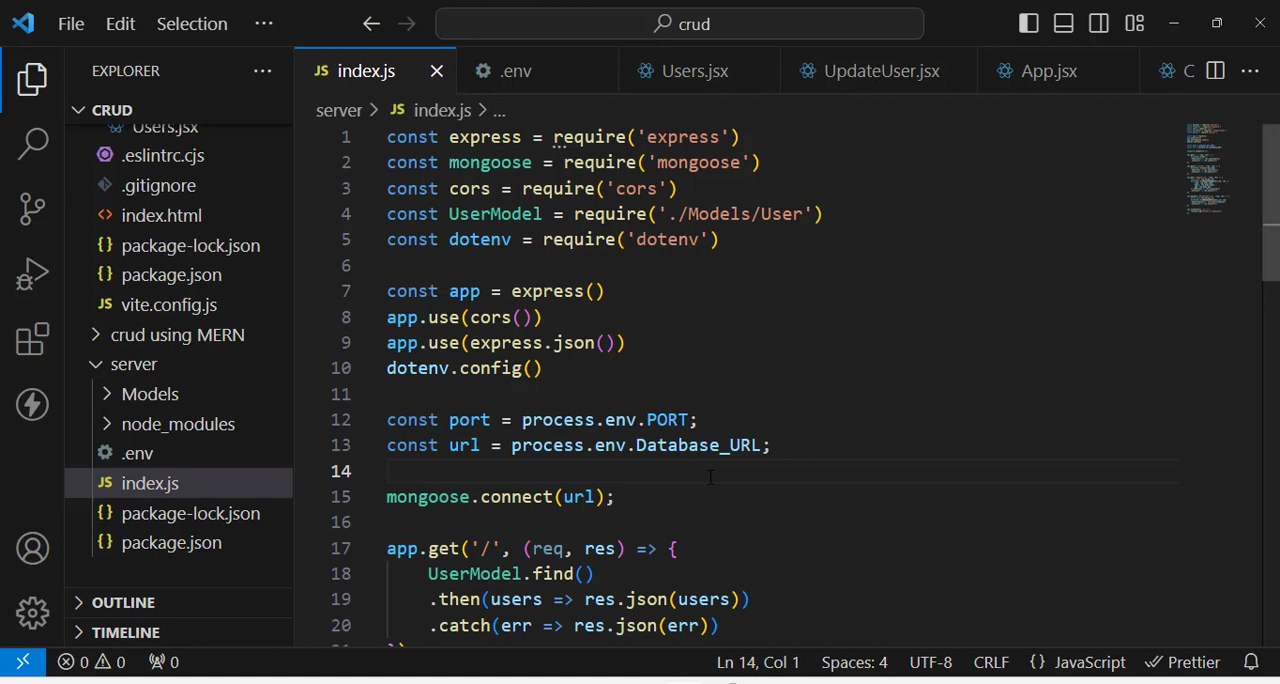 File Edit Selection ··· crud
EXPLORER ···
CRUD
Users.jsx
.eslintrc.cjs
.gitignore
index.html
package-lock.json
package.json
vite.config.js
crud using MERN
server
Models
node_modules
.env
index.js
package-lock.json
package.json
OUTLINE
TIMELINE
JS index.js .env Users.jsx UpdateUser.jsx App.jsx C ···
server > JS index.js > ...
1 const express = require('express')
2 const mongoose = require('mongoose')
3 const cors = require('cors')
4 const UserModel = require('./Models/User')
5 const dotenv = require('dotenv')
6
7 const app = express()
8 app.use(cors())
9 app.use(express.json())
10 dotenv.config()
11
12 const port = process.env.PORT;
13 const url = process.env.Database_URL;
14
15 mongoose.connect(url);
16
17 app.get('/', (req, res) => {
18 UserModel.find()
19 .then(users => res.json(users))
20 .catch(err => res.json(err))
0 0 0 Ln 14, Col 1 Spaces: 4 UTF-8 CRLF {} JavaScript Prettier